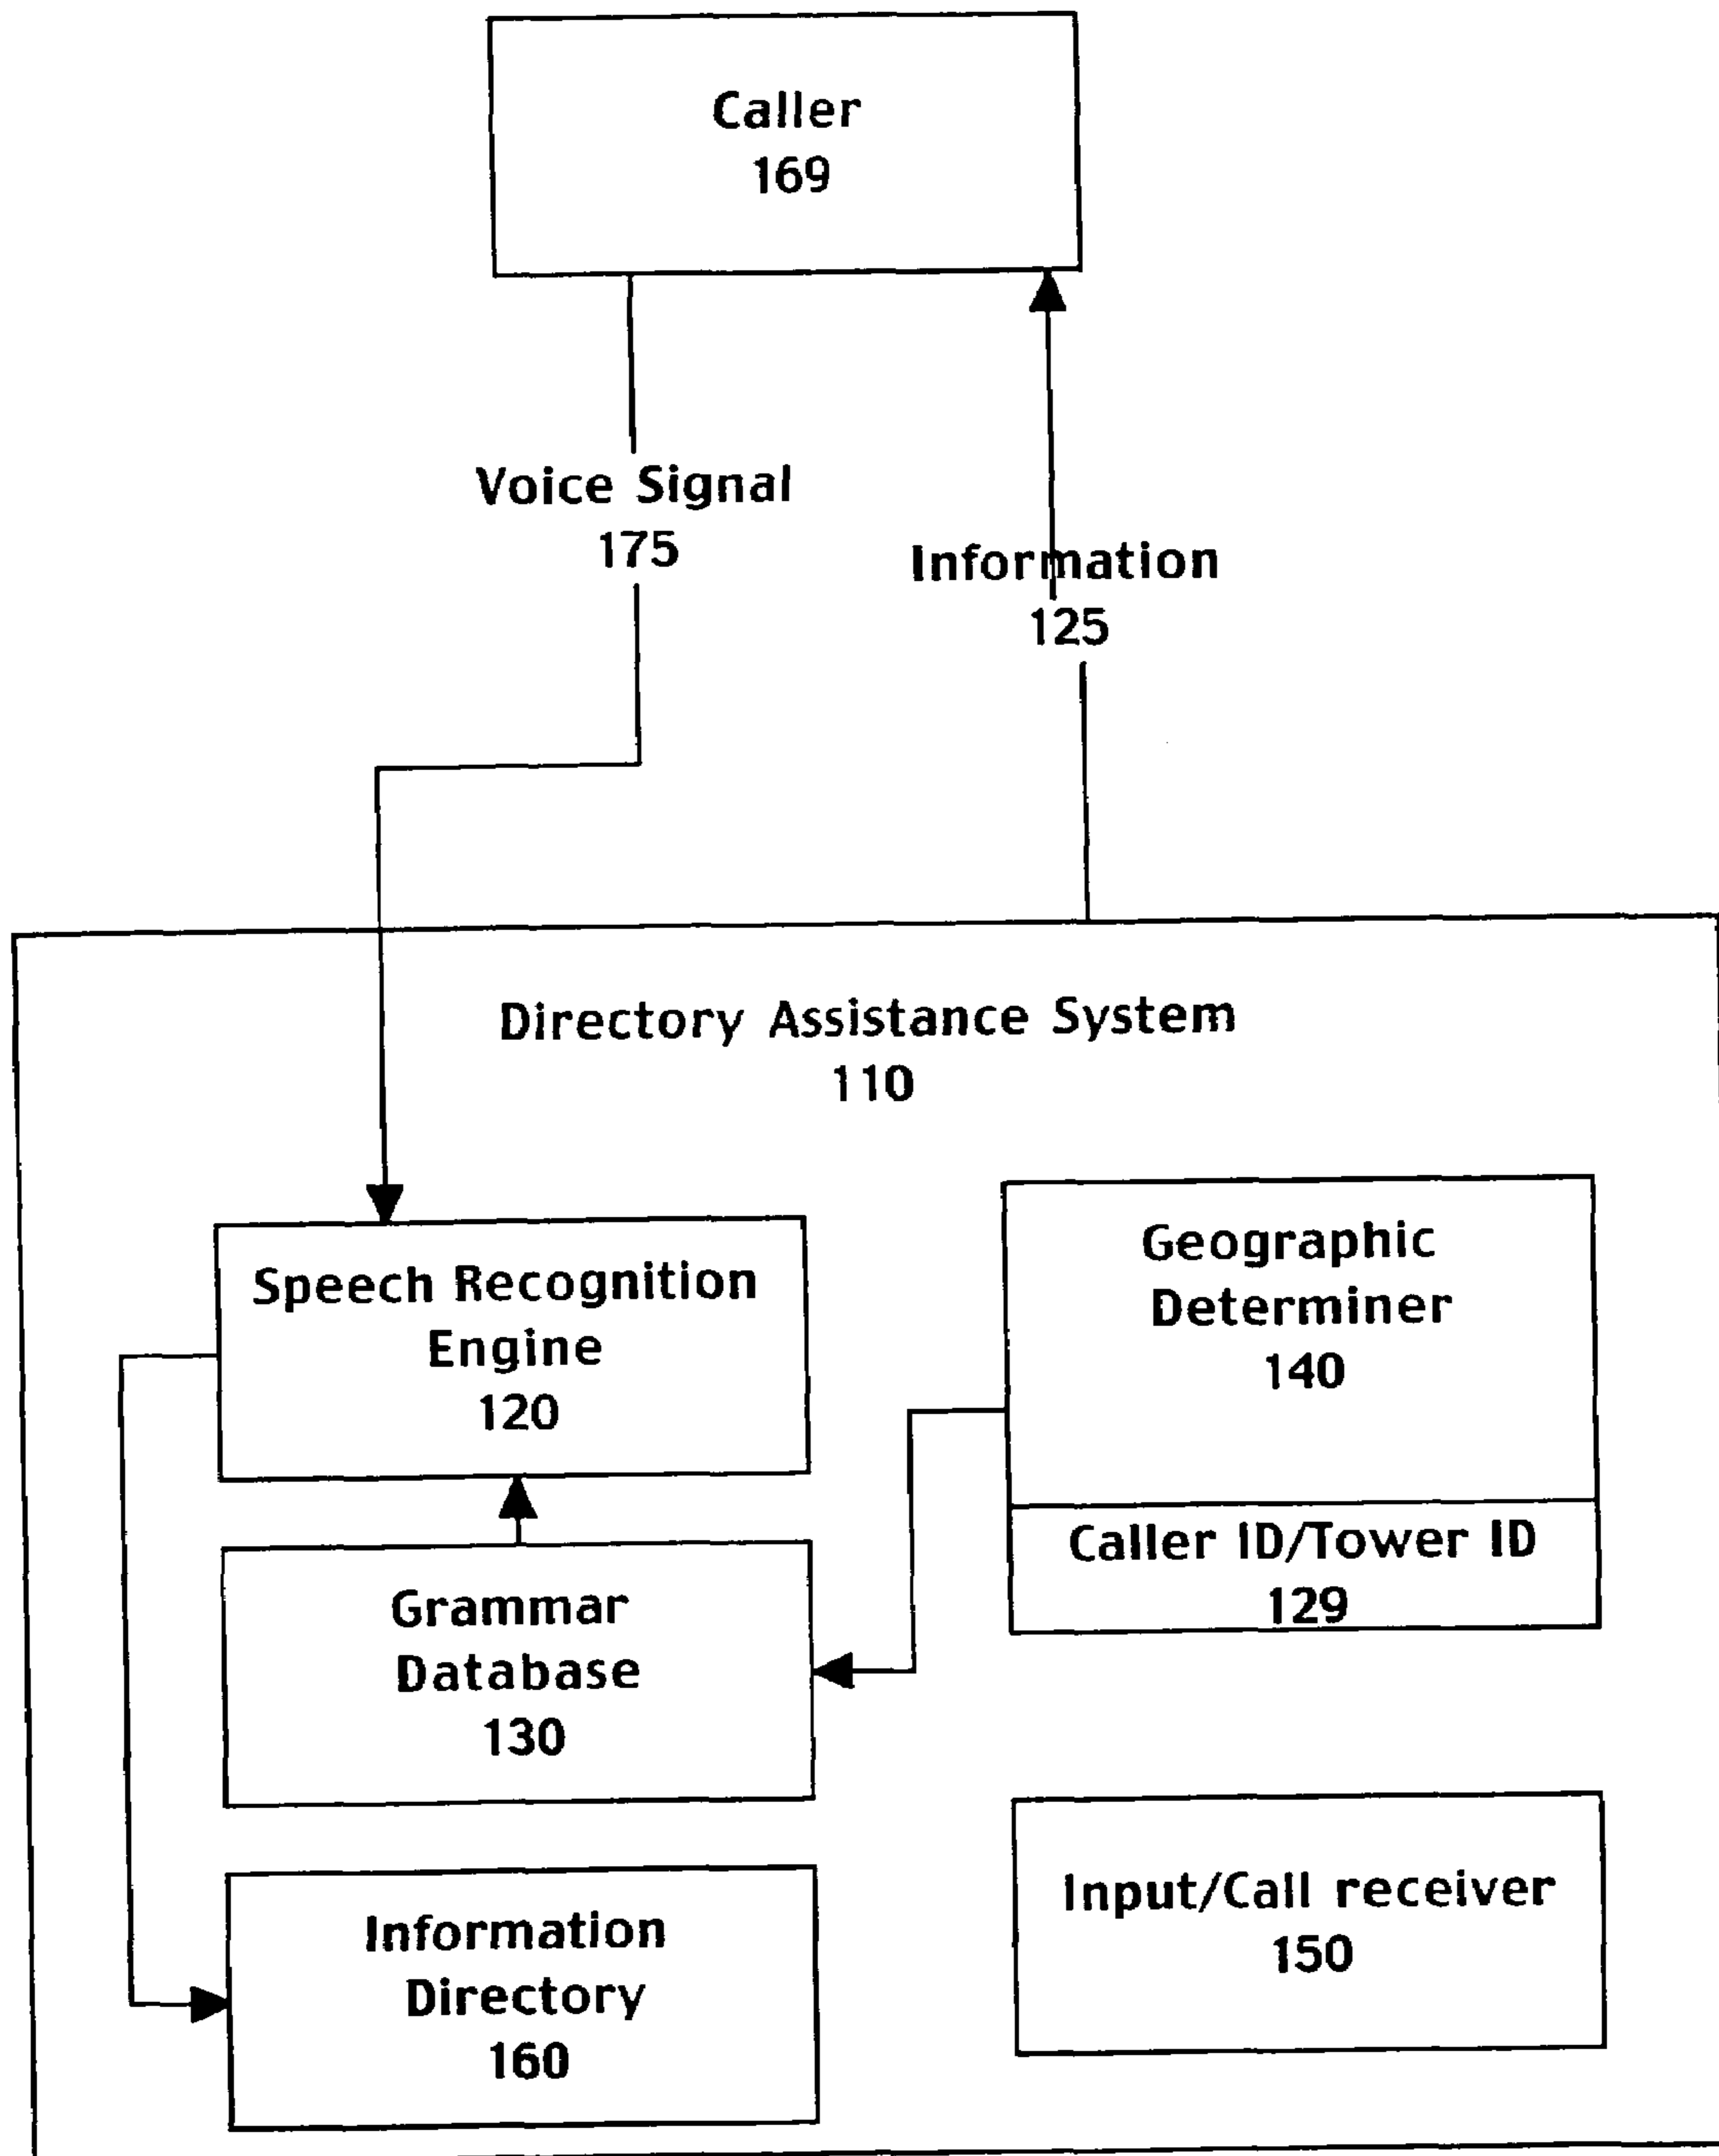 Caller
169
Voice Signal
175
Information
125
Directory Assistance System
110
Speech Recognition
Engine
120
Geographic
Determiner
140
Caller ID/Tower ID
129
Grammar
Database
130
Input/Call receiver
150
Information
Directory
160